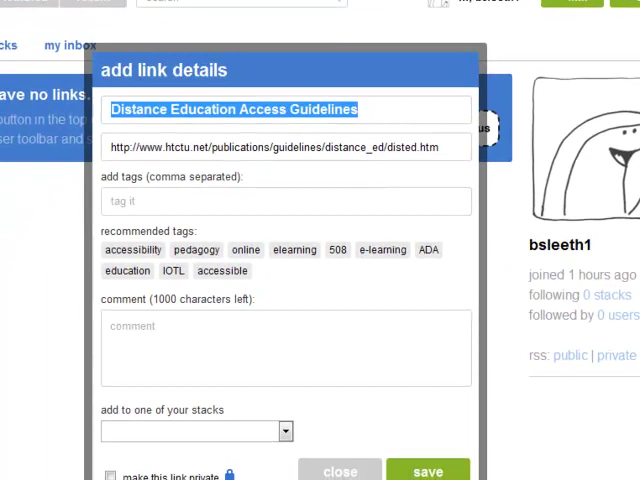 cks
my inbox
ave no links.
button in the top
ser toolbar and s
us
add link details
Distance Education Access Guidelines
http://www.htctu.net/publications/guidelines/distance_ed/disted.htm
add tags (comma separated):
tag it
recommended tags:
accessibility pedagogy online elearning 508 e-learning ADA
education IOTL accessible
comment (1000 characters left):
comment
add to one of your stacks
make this link private
close save
bsleeth1
joined 1 hours ago
following 0 stacks
followed by 0 users
rss: public | private